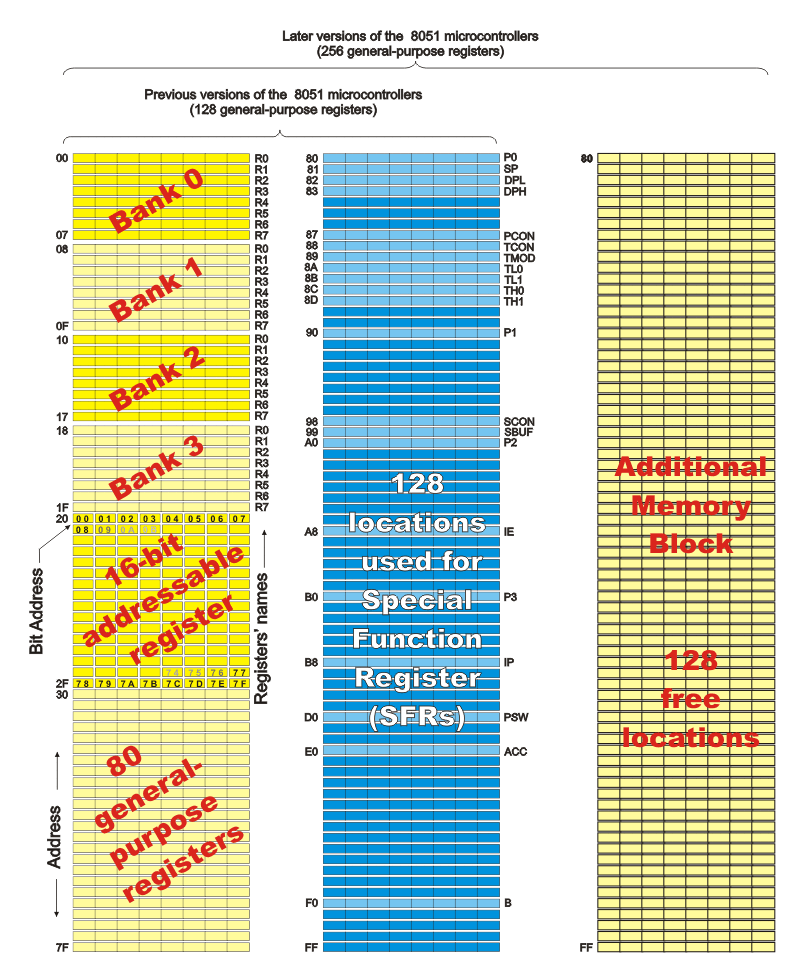 Later versions of the 8051 microcontrollers
(256 general-purpose registers)
Previous versions of the 8051 microcontrollers
(128 general-purpose registers)
00
R0
R1
R2
R3
R4
R5
R6
07
R7
Bank 0
08
R0
R1
R2
R3
R4
R5
R6
0F
R7
Bank 1
10
R0
R1
R2
R3
R4
R5
R6
17
R7
Bank 2
18
R0
R1
R2
R3
R4
R5
R6
1F
R7
Bank 3
20
00 01 02 03 04 05 06 07
08 09 0A
16-bit
addressable
register
74 75 76 77
2F
78 79 7A 7B 7C 7D 7E 7F
Bit Address
Registers' names
30
80
general-
purpose
registers
Address
7F
80 P0
81 SP
82 DPL
83 DPH
87 PCON
88 TCON
89 TMOD
8A TL0
8B TL1
8C TH0
8D TH1
90 P1
98 SCON
99 SBUF
A0 P2
A8 IE
B0 P3
B8 IP
D0 PSW
E0 ACC
F0 B
FF
128
locations
used for
Special
Function
Register
(SFRs)
80
Additional
Memory
Block
128
free
locations
FF